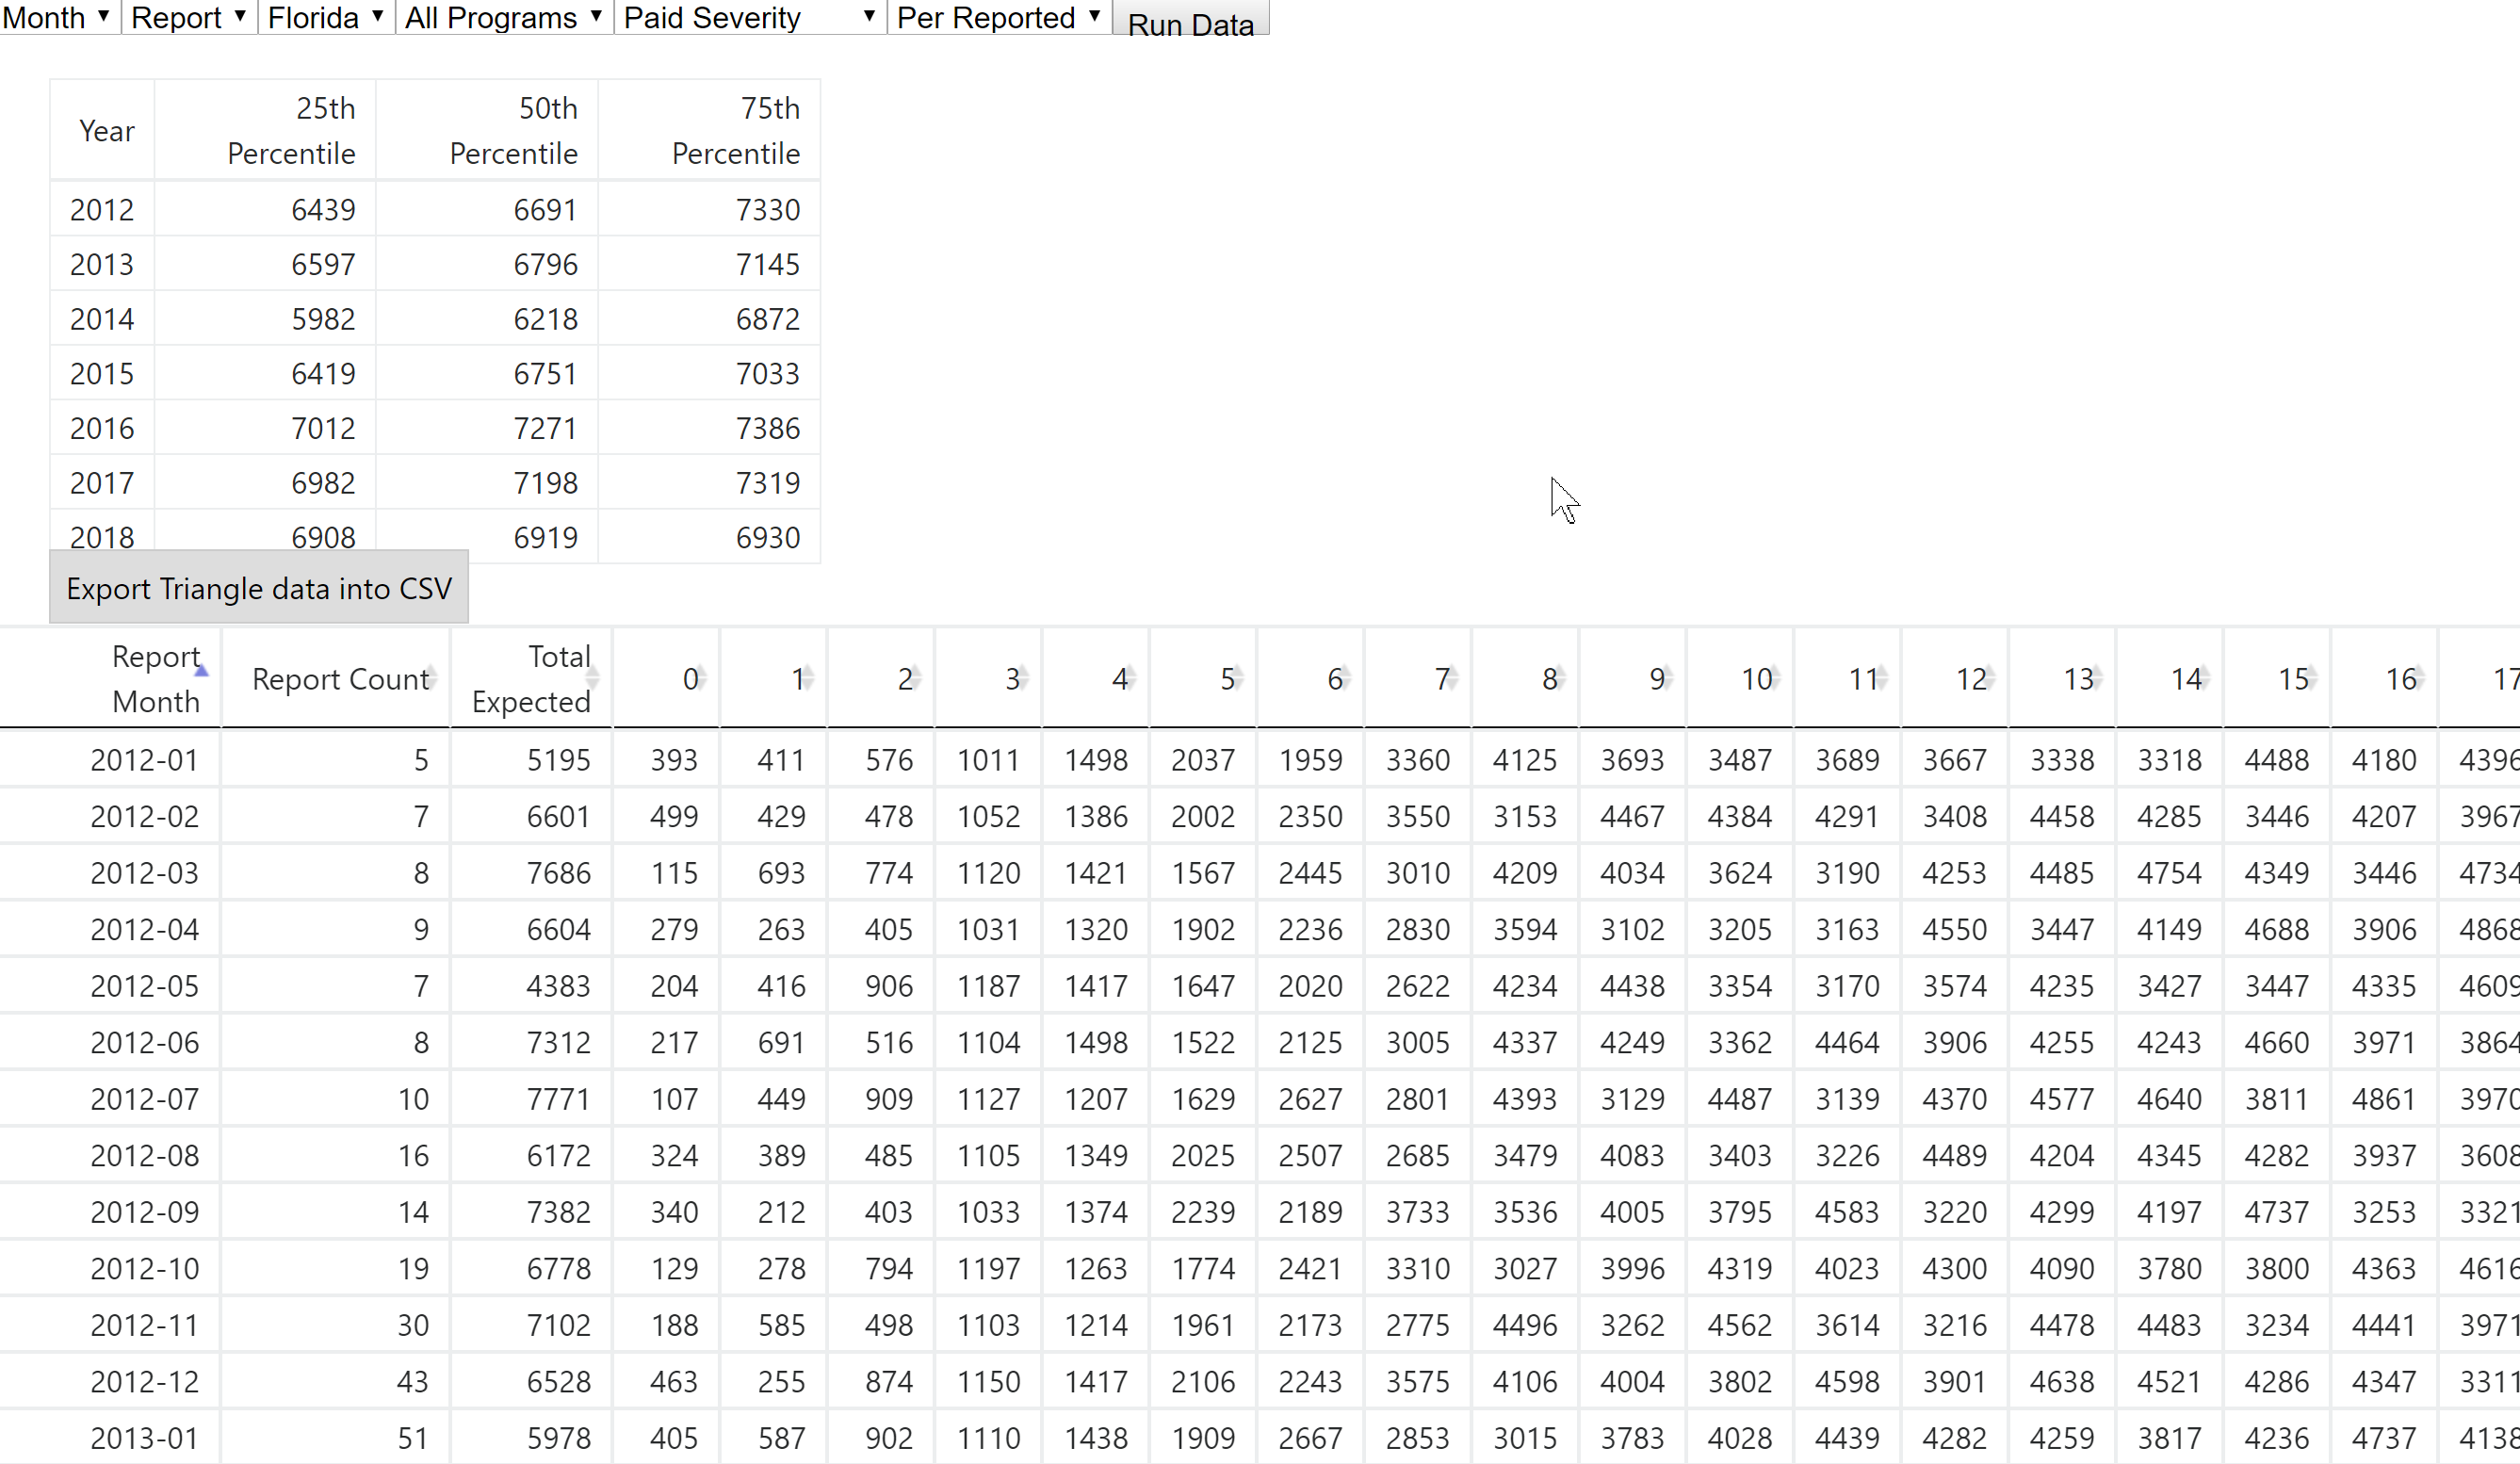 Month Report Florida All Programs Paid Severity Per Reported Run Data
Year 25th Percentile 50th Percentile 75th Percentile
2012 6439 6691 7330
2013 6597 6796 7145
2014 5982 6218 6872
2015 6419 6751 7033
2016 7012 7271 7386
2017 6982 7198 7319
2018 6908 6919 6930
Export Triangle data into CSV
Report Month Report Count Total Expected 0 1 2 3 4 5 6 7 8 9 10 11 12 13 14 15 16 17
2012-01 5 5195 393 411 576 1011 1498 2037 1959 3360 4125 3693 3487 3689 3667 3338 3318 4488 4180 4396
2012-02 7 6601 499 429 478 1052 1386 2002 2350 3550 3153 4467 4384 4291 3408 4458 4285 3446 4207 3967
2012-03 8 7686 115 693 774 1120 1421 1567 2445 3010 4209 4034 3624 3190 4253 4485 4754 4349 3446 4734
2012-04 9 6604 279 263 405 1031 1320 1902 2236 2830 3594 3102 3205 3163 4550 3447 4149 4688 3906 4868
2012-05 7 4383 204 416 906 1187 1417 1647 2020 2622 4234 4438 3354 3170 3574 4235 3427 3447 4335 4609
2012-06 8 7312 217 691 516 1104 1498 1522 2125 3005 4337 4249 3362 4464 3906 4255 4243 4660 3971 3864
2012-07 10 7771 107 449 909 1127 1207 1629 2627 2801 4393 3129 4487 3139 4370 4577 4640 3811 4861 3970
2012-08 16 6172 324 389 485 1105 1349 2025 2507 2685 3479 4083 3403 3226 4489 4204 4345 4282 3937 3608
2012-09 14 7382 340 212 403 1033 1374 2239 2189 3733 3536 4005 3795 4583 3220 4299 4197 4737 3253 3321
2012-10 19 6778 129 278 794 1197 1263 1774 2421 3310 3027 3996 4319 4023 4300 4090 3780 3800 4363 4616
2012-11 30 7102 188 585 498 1103 1214 1961 2173 2775 4496 3262 4562 3614 3216 4478 4483 3234 4441 3971
2012-12 43 6528 463 255 874 1150 1417 2106 2243 3575 4106 4004 3802 4598 3901 4638 4521 4286 4347 3311
2013-01 51 5978 405 587 902 1110 1438 1909 2667 2853 3015 3783 4028 4439 4282 4259 3817 4236 4737 4138